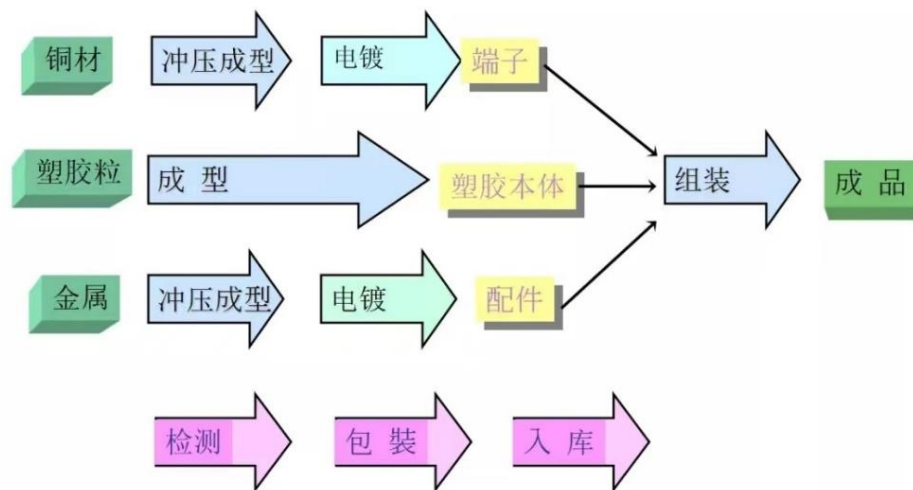 铜材
冲压成型
电镀
端子
塑胶粒
成 型
塑胶本体
组装
成 品
金属
冲压成型
电镀
配件
检测
包 裝
入 库